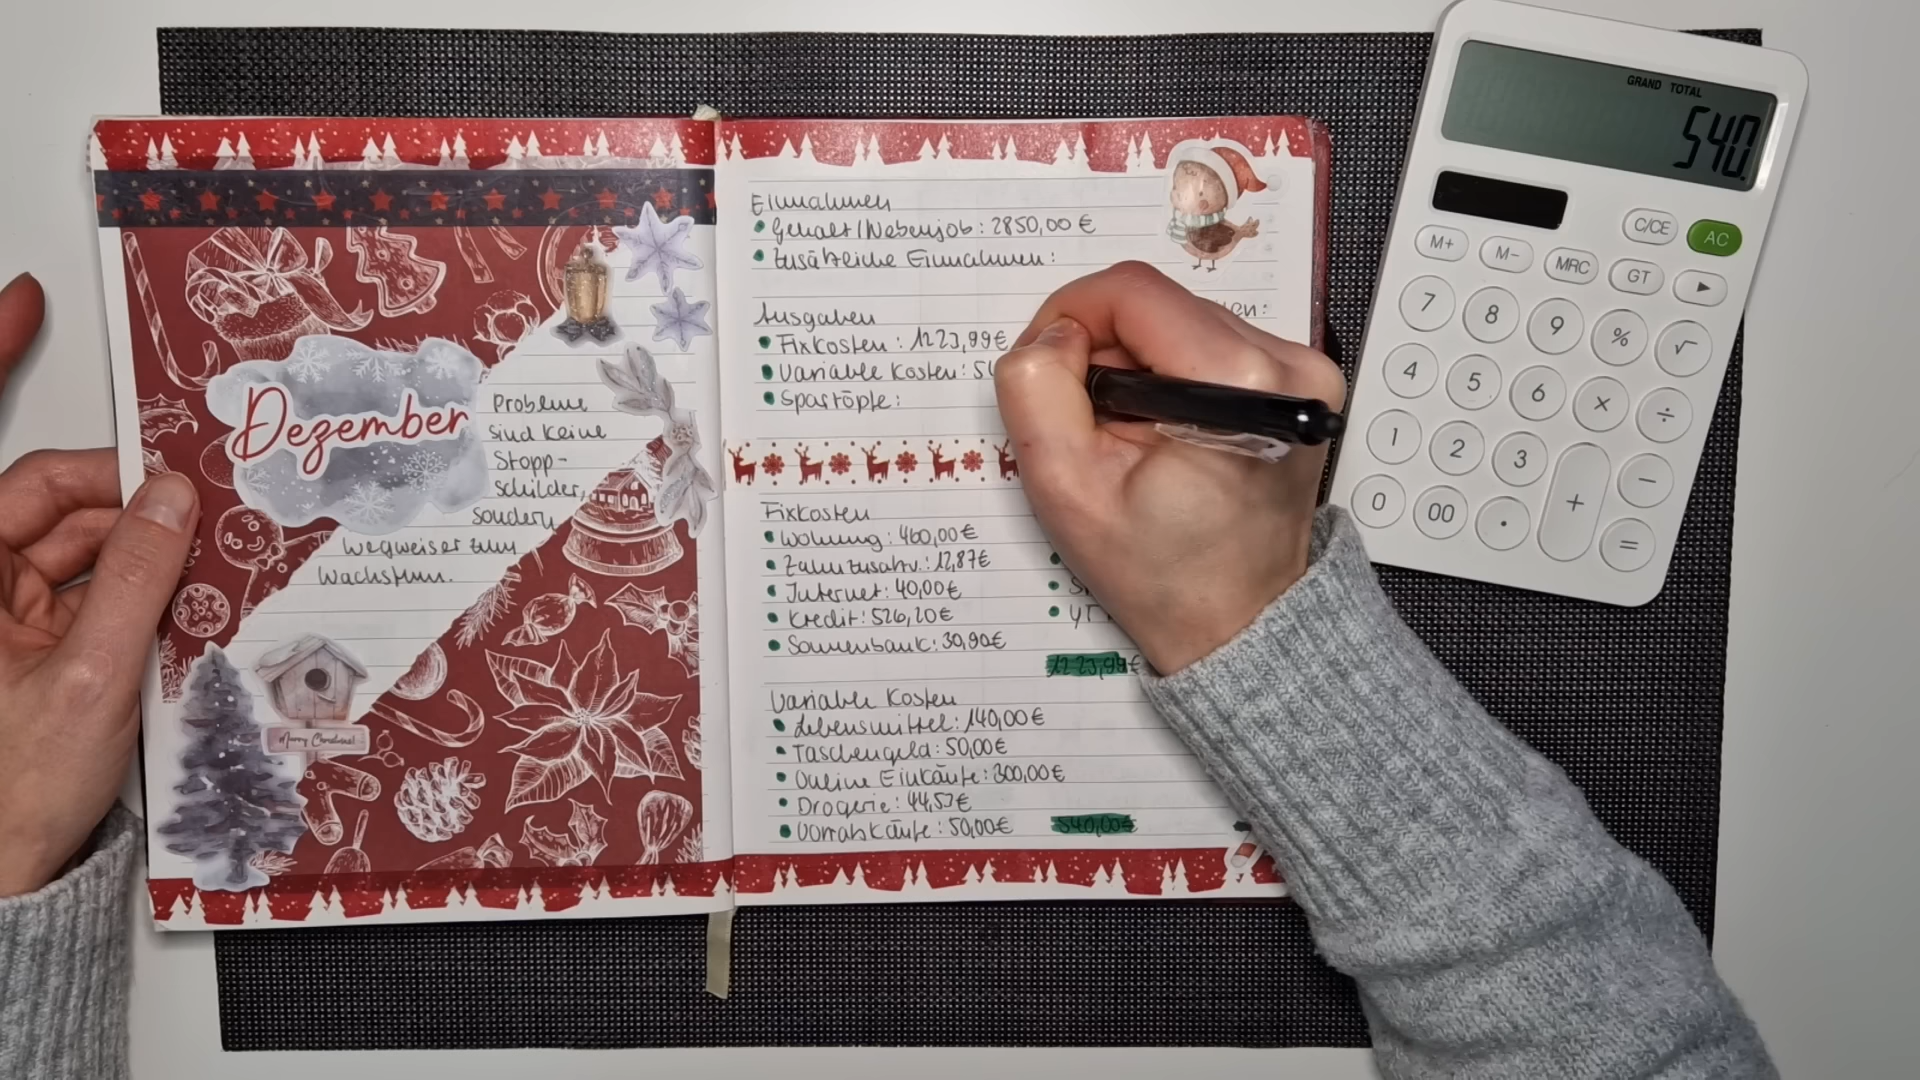 Dezember
Probleme
sind keine
Stopp-
schilder,
sondern
Wegweiser zum
Wachstum.
Merry Christmas!
Einnahmen
Gehalt/Nebenjob: 2850,00 €
zusätzliche Einnahmen:
Ausgaben
Fixkosten: 1223,99€
Variable Kosten: 54
Spartöpfe:
Fixkosten
Wohnung: 460,00€
Zahnzusatzv.: 12,87€
Internet: 40,00€
Kredit: 526,20€
Sonnenbank: 30,90€
1223,99€
Variable Kosten
Lebensmittel: 140,00€
Taschengeld: 50,00€
Online Einkäufe: 300,00€
Drogerie: 
Vorratskäufe: 50,00€ 540,00€
GRAND TOTAL
540.
C/CE AC
M+ M− MRC GT ▶
7 8 9 % √
4 5 6 × ÷
1 2 3 + −
0 00 . =